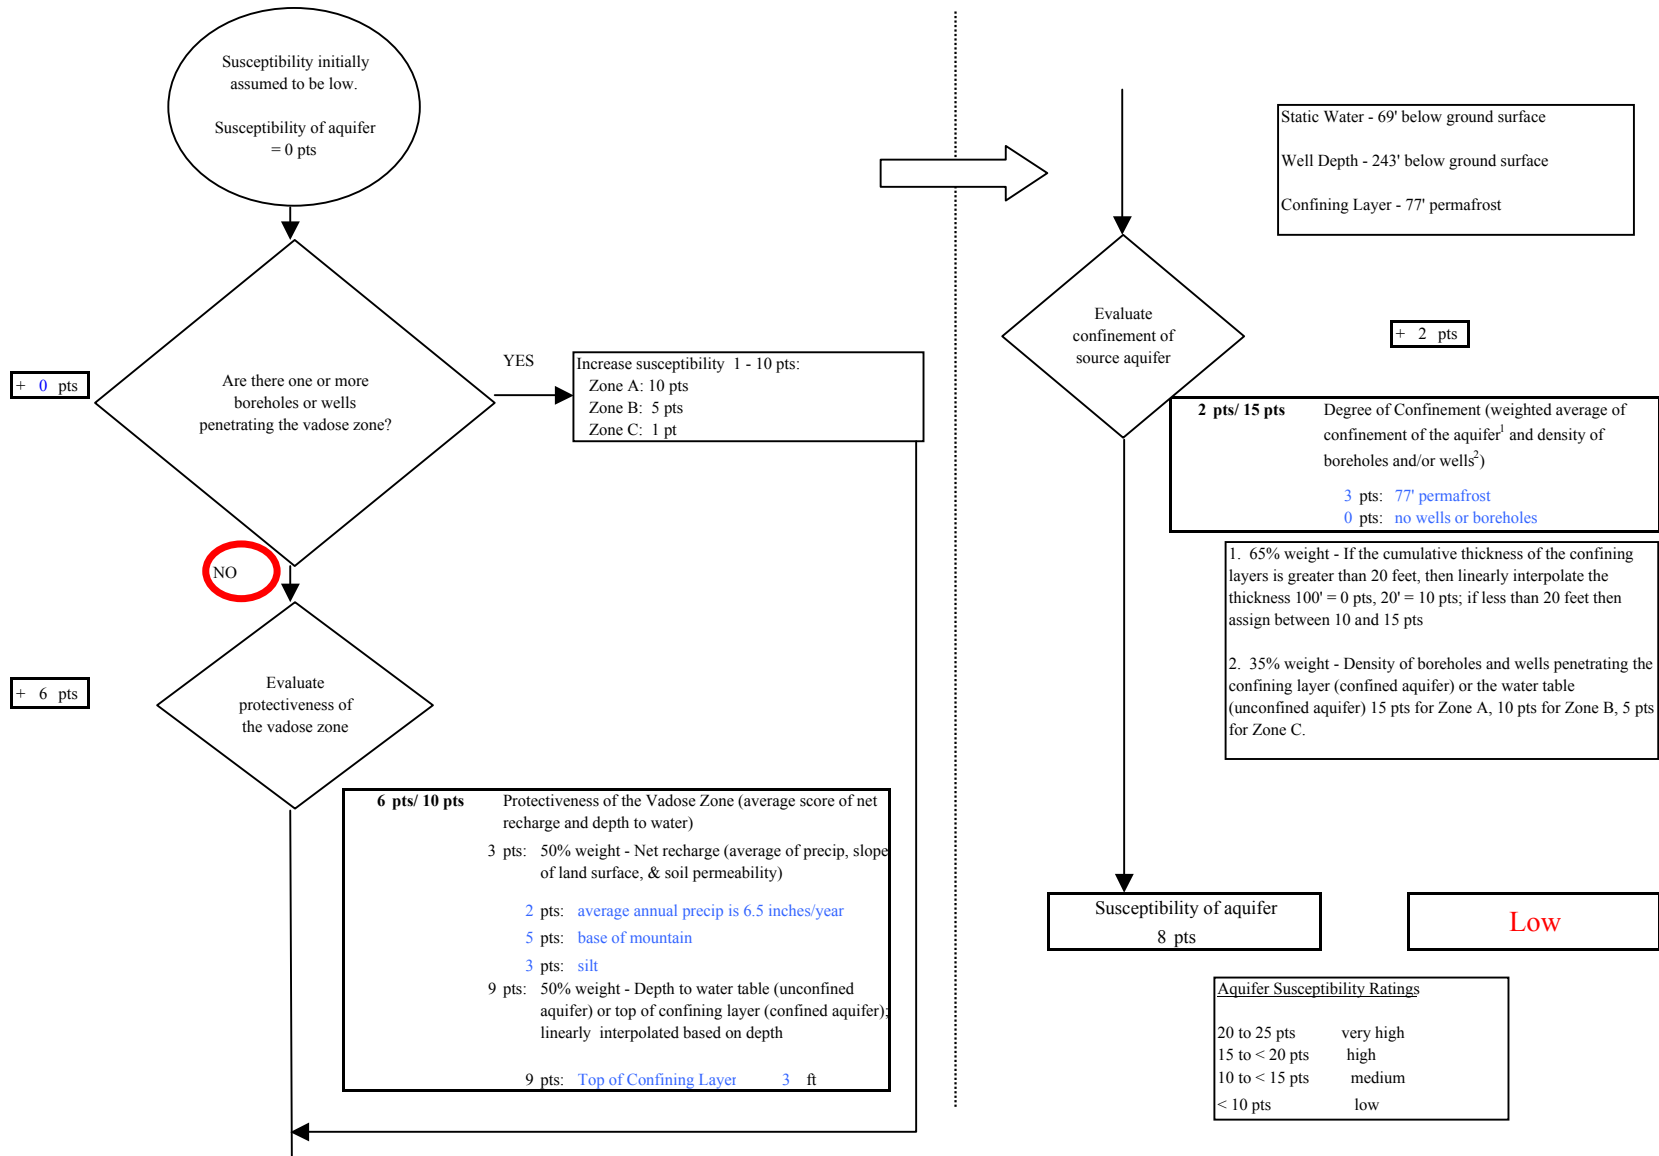 Susceptibility initially
assumed to be low.
Susceptibility of aquifer
= 0 pts
+ 0 pts
Are there one or more
boreholes or wells
penetrating the vadose zone?
YES
Increase susceptibility 1 - 10 pts:
Zone A: 10 pts
Zone B: 5 pts
Zone C: 1 pt
NO
+ 6 pts
Evaluate
protectiveness of
the vadose zone
6 pts/ 10 pts Protectiveness of the Vadose Zone (average score of net
recharge and depth to water)
3 pts: 50% weight - Net recharge (average of precip, slope
of land surface, & soil permeability)
2 pts: average annual precip is 6.5 inches/year
5 pts: base of mountain
3 pts: silt
9 pts: 50% weight - Depth to water table (unconfined
aquifer) or top of confining layer (confined aquifer);
linearly interpolated based on depth
9 pts: Top of Confining Layer 3 ft
Static Water - 69' below ground surface
Well Depth - 243' below ground surface
Confining Layer - 77' permafrost
Evaluate
confinement of
source aquifer
+ 2 pts
2 pts/ 15 pts Degree of Confinement (weighted average of
confinement of the aquifer1 and density of
boreholes and/or wells2)
3 pts: 77' permafrost
0 pts: no wells or boreholes
1. 65% weight - If the cumulative thickness of the confining
layers is greater than 20 feet, then linearly interpolate the
thickness 100' = 0 pts, 20' = 10 pts; if less than 20 feet then
assign between 10 and 15 pts
2. 35% weight - Density of boreholes and wells penetrating the
confining layer (confined aquifer) or the water table
(unconfined aquifer) 15 pts for Zone A, 10 pts for Zone B, 5 pts
for Zone C.
Susceptibility of aquifer
8 pts
Low
Aquifer Susceptibility Ratings
20 to 25 pts very high
15 to < 20 pts high
10 to < 15 pts medium
< 10 pts low